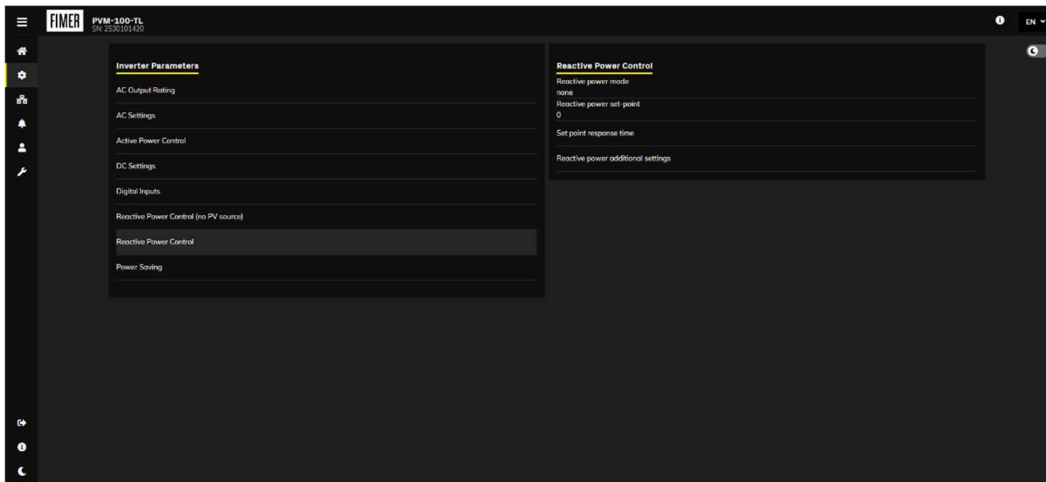 FIMER
PVM-100-TL
SN: 2530101420
EN
Inverter Parameters
AC Output Rating
AC Settings
Active Power Control
DC Settings
Digital Inputs
Reactive Power Control (no PV source)
Reactive Power Control
Power Saving
Reactive Power Control
Reactive power mode
none
Reactive power set-point
0
Set point response time
Reactive power additional settings